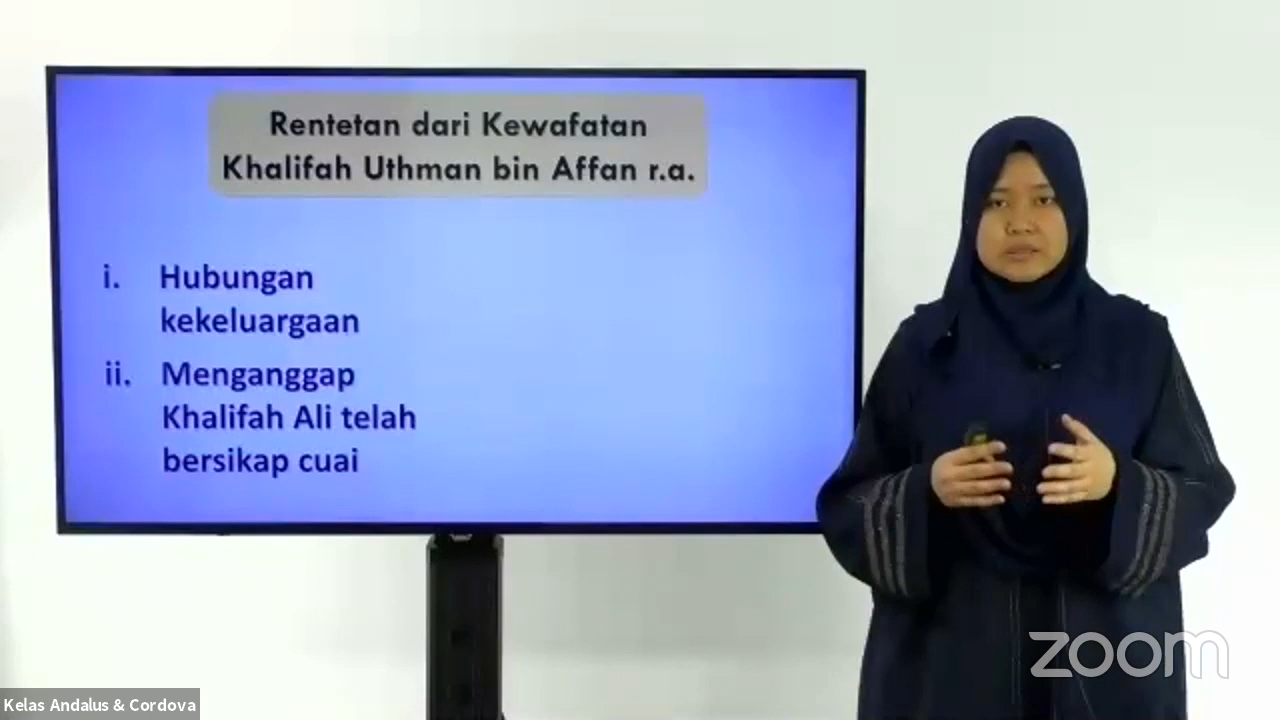 Rentetan dari Kewafatan
Khalifah Uthman bin Affan r.a.
i. Hubungan
kekeluargaan
ii. Menganggap
Khalifah Ali telah
bersikap cuai
zoom
Kelas Andalus & Cordova